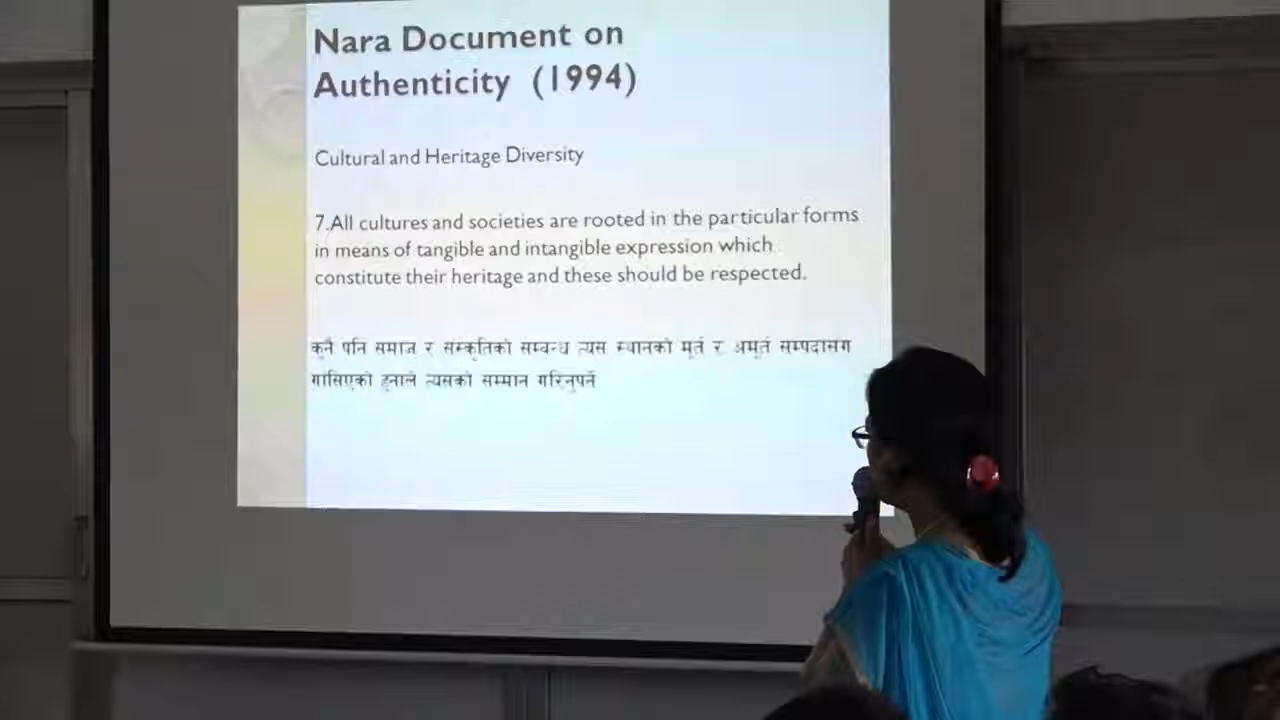 Nara Document on
Authenticity (1994)
Cultural and Heritage Diversity
7.All cultures and societies are rooted in the particular forms
in means of tangible and intangible expression which
constitute their heritage and these should be respected.
कुनै पनि समाज र संस्कृतिको सम्वन्ध त्यस स्थानको मूर्त र अमूर्त सम्पदासंग
गाँसिएको हुनाले त्यसको सम्मान गरिनुपर्ने